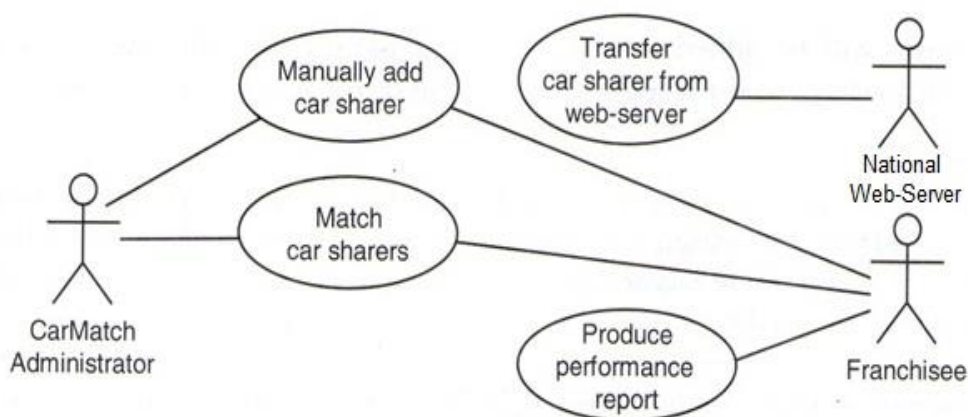 Manually add
car sharer
Transfer
car sharer from
web-server
National
Web-Server
Match
car sharers
CarMatch
Administrator
Produce
performance
report
Franchisee